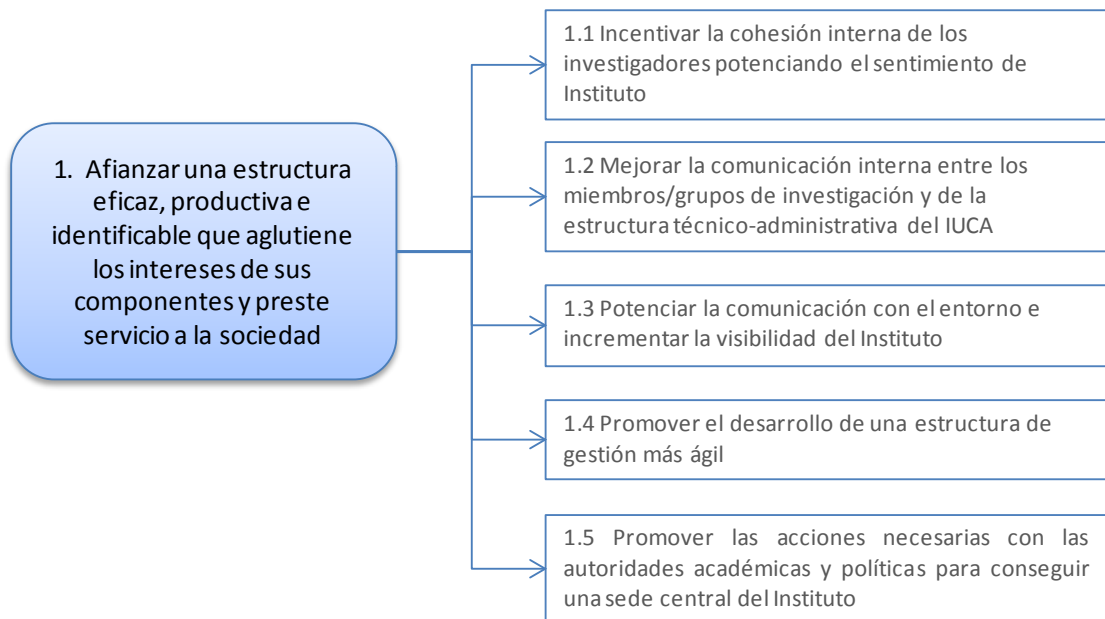 1. Afianzar una estructura
eficaz, productiva e
identificable que aglutiene
los intereses de sus
componentes y preste
servicio a la sociedad
1.1 Incentivar la cohesión interna de los
investigadores potenciando el sentimiento de
Instituto
1.2 Mejorar la comunicación interna entre los
miembros/grupos de investigación y de la
estructura técnico-administrativa del IUCA
1.3 Potenciar la comunicación con el entorno e
incrementar la visibilidad del Instituto
1.4 Promover el desarrollo de una estructura de
gestión más ágil
1.5 Promover las acciones necesarias con las
autoridades académicas y políticas para conseguir
una sede central del Instituto